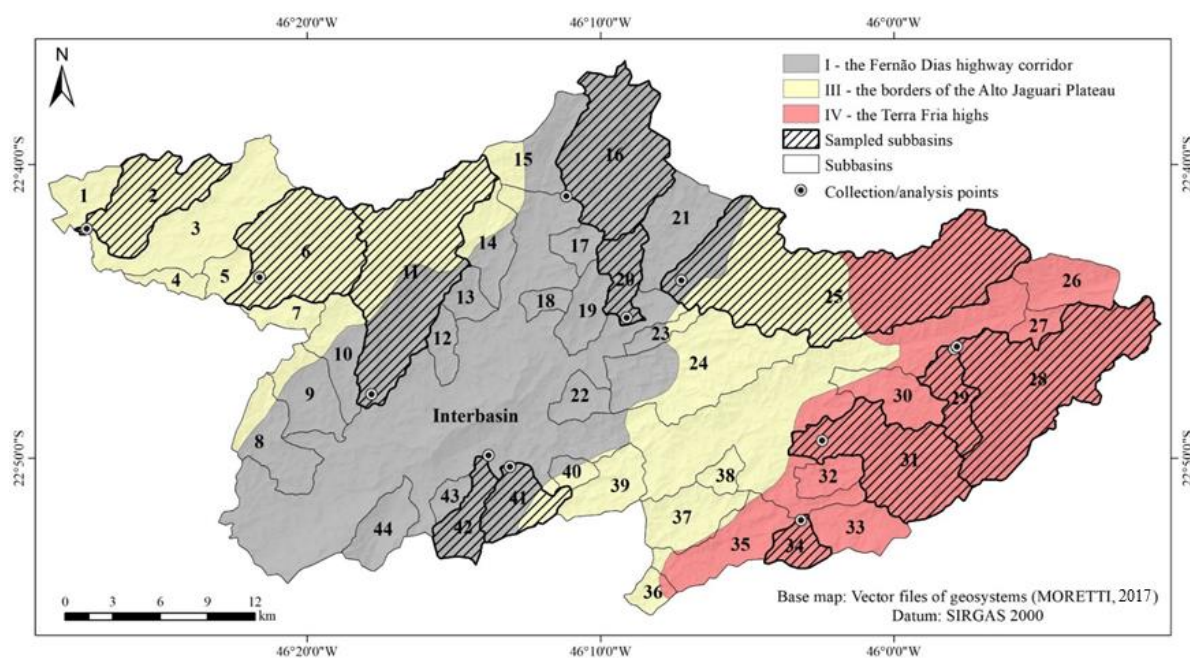 46°20'0"W 46°10'0"W 46°0'0"W
N
I - the Fernão Dias highway corridor
III - the borders of the Alto Jaguari Plateau
IV - the Terra Fria highs
Sampled subbasins
Subbasins
Collection/analysis points
22°40'0"S
22°40'0"S
1
2
3
4
5
6
7
8
9
10
11
12
13
14
15
16
17
18
19
20
21
22
23
24
25
26
27
28
29
30
31
32
33
34
35
36
37
38
39
40
41
42
43
44
Interbasin
22°50'0"S
22°50'0"S
0 3 6 9 12
km
Base map: Vector files of geosystems (MORETTI, 2017)
Datum: SIRGAS 2000
46°20'0"W 46°10'0"W 46°0'0"W